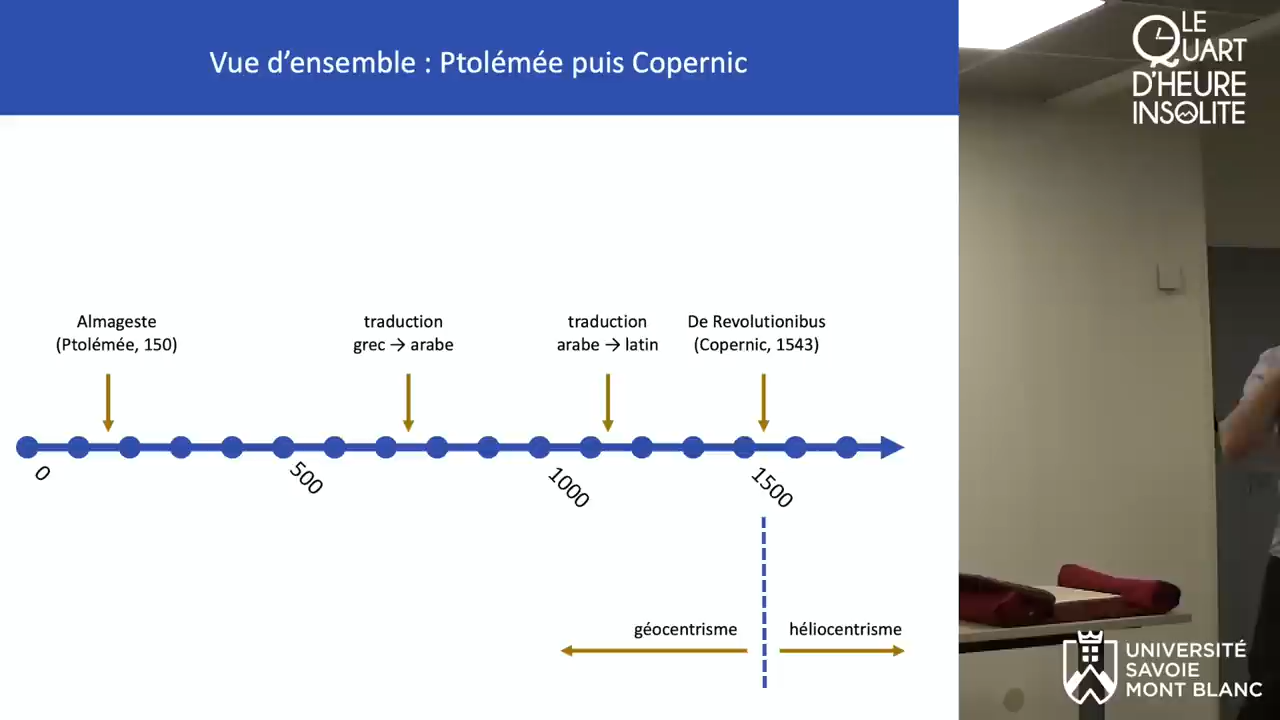 Vue d'ensemble : Ptolémée puis Copernic
LE
QUART
D'HEURE
INSOLITE
Almageste
(Ptolémée, 150)
traduction
grec → arabe
traduction
arabe → latin
De Revolutionibus
(Copernic, 1543)
0
500
1000
1500
géocentrisme
héliocentrisme
UNIVERSITÉ
SAVOIE
MONT BLANC